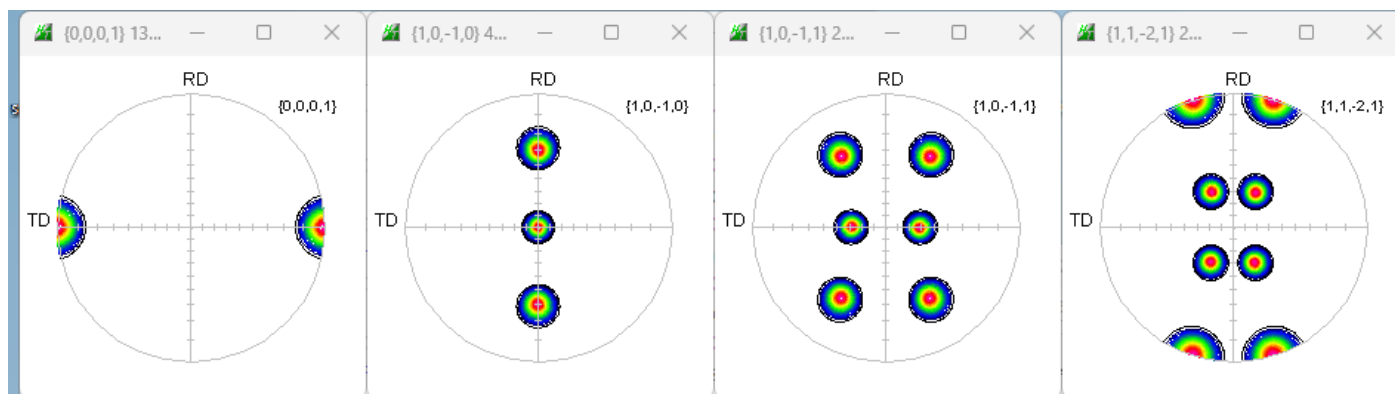 {0,0,0,1} 13...
RD
{0,0,0,1}
TD
{1,0,-1,0} 4...
RD
{1,0,-1,0}
TD
{1,0,-1,1} 2...
RD
{1,0,-1,1}
TD
{1,1,-2,1} 2...
RD
{1,1,-2,1}
TD